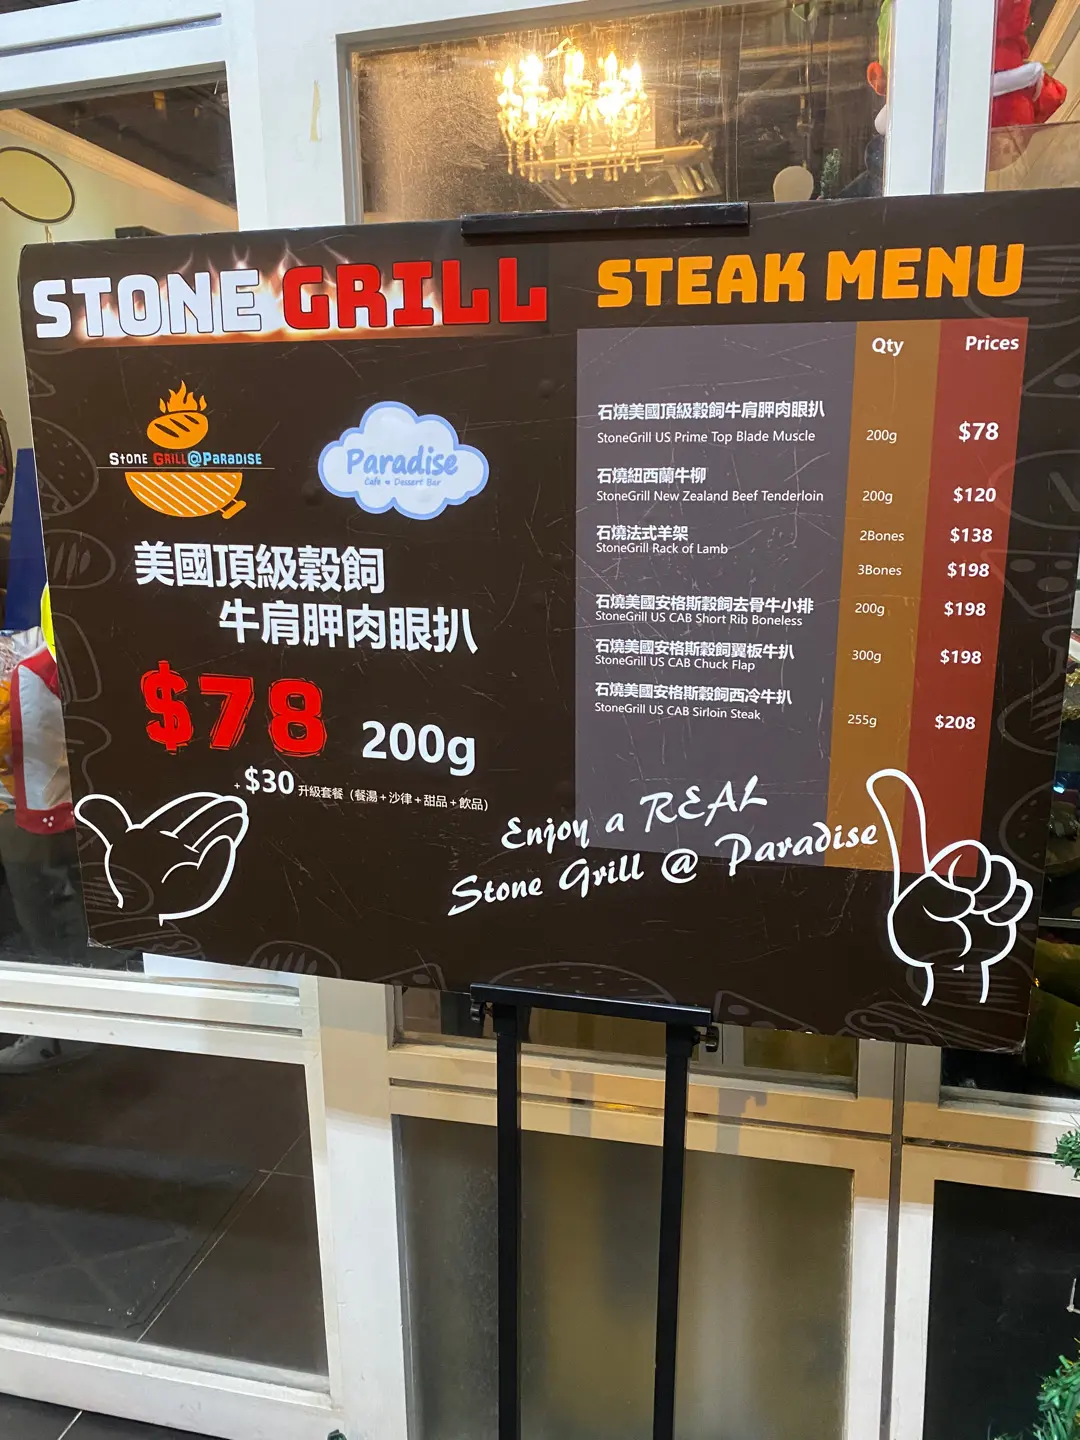 STONE GRILL
STONE GRILL@PARADISE
Paradise
Cafe & Dessert Bar
美國頂級穀飼
牛肩胛肉眼扒
$78 200g
+ $30 升級套餐（餐湯+沙律+甜品+飲品）
STEAK MENU
Qty Prices
石燒美國頂級穀飼牛肩胛肉眼扒
StoneGrill US Prime Top Blade Muscle 200g $78
石燒紐西蘭牛柳
StoneGrill New Zealand Beef Tenderloin 200g $120
石燒法式羊架
StoneGrill Rack of Lamb 2Bones $138
3Bones $198
石燒美國安格斯穀飼去骨牛小排
StoneGrill US CAB Short Rib Boneless 200g $198
石燒美國安格斯穀飼翼板牛扒
StoneGrill US CAB Chuck Flap 300g $198
石燒美國安格斯穀飼西冷牛扒
StoneGrill US CAB Sirloin Steak 255g $208
Enjoy a REAL
Stone Grill @ Paradise